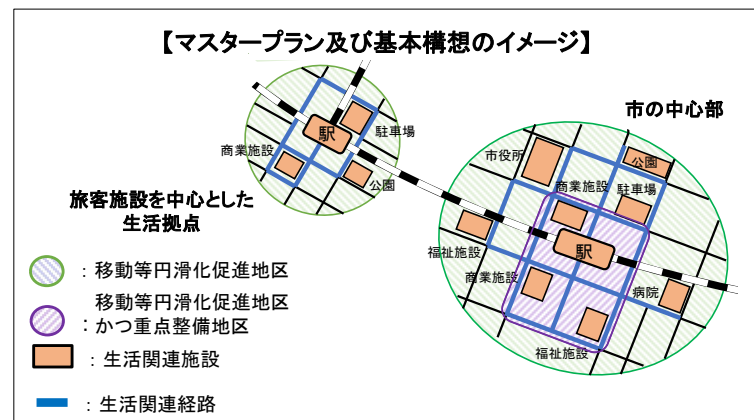 【マスタープラン及び基本構想のイメージ】
市の中心部
駅
駐車場
商業施設
公園
市役所
公園
商業施設
駐車場
駅
福祉施設
商業施設
病院
福祉施設
旅客施設を中心とした
生活拠点
：移動等円滑化促進地区
移動等円滑化促進地区
：かつ重点整備地区
：生活関連施設
：生活関連経路